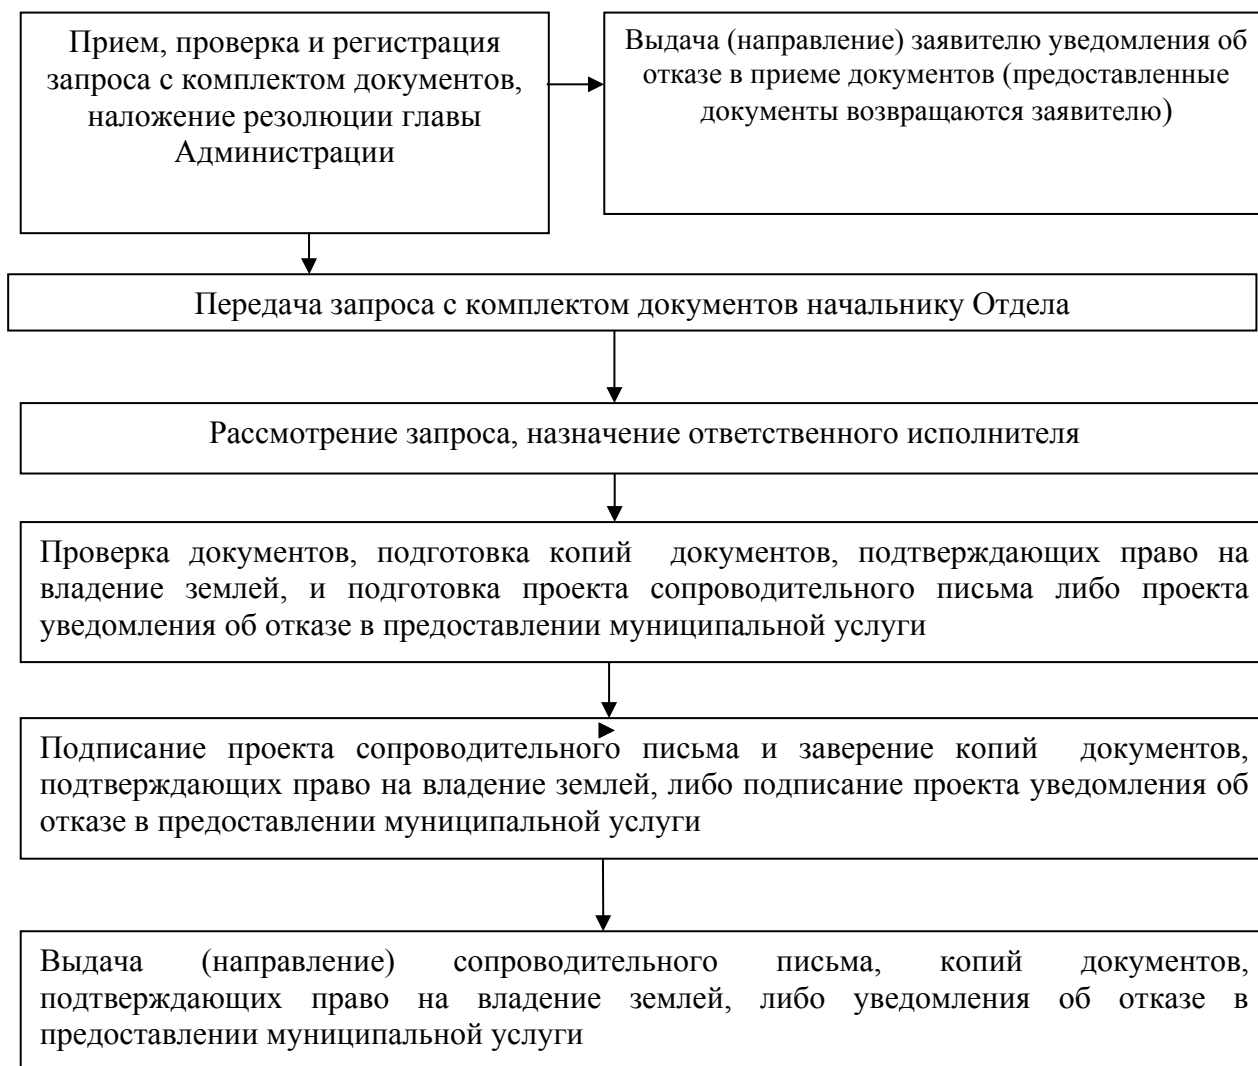 Прием, проверка и регистрация
запроса с комплектом документов,
наложение резолюции главы
Администрации
Выдача (направление) заявителю уведомления об
отказе в приеме документов (предоставленные
документы возвращаются заявителю)
Передача запроса с комплектом документов начальнику Отдела
Рассмотрение запроса, назначение ответственного исполнителя
Проверка документов, подготовка копий документов, подтверждающих право на
владение землей, и подготовка проекта сопроводительного письма либо проекта
уведомления об отказе в предоставлении муниципальной услуги
Подписание проекта сопроводительного письма и заверение копий документов,
подтверждающих право на владение землей, либо подписание проекта уведомления об
отказе в предоставлении муниципальной услуги
Выдача (направление) сопроводительного письма, копий документов,
подтверждающих право на владение землей, либо уведомления об отказе в
предоставлении муниципальной услуги